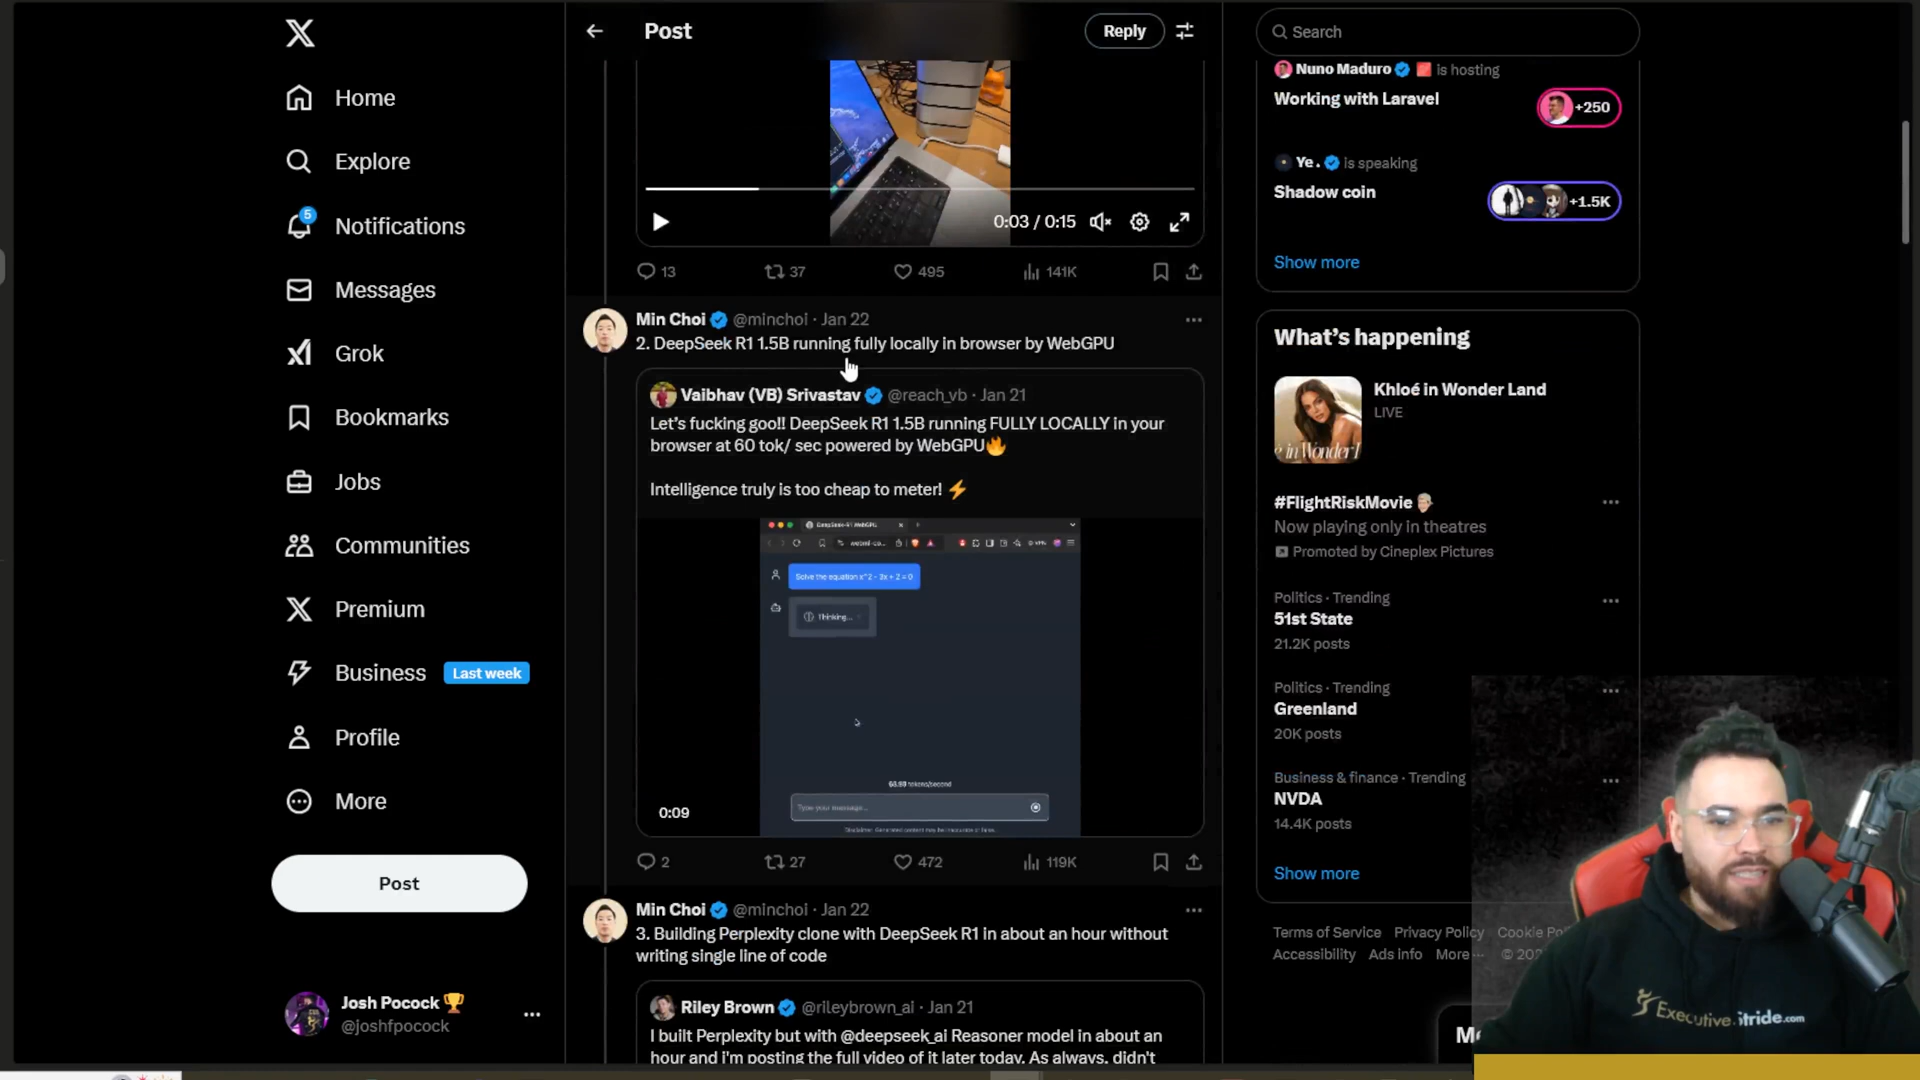 Home
Explore
5
Notifications
Messages
Grok
Bookmarks
Jobs
Communities
Premium
Business
Last week
Profile
More
Post
Josh Pocock 🏆
@joshfpocock
Post
Reply
0:03 / 0:15
13
37
495
141K
Min Choi @minchoi · Jan 22
2. DeepSeek R1 1.5B running fully locally in browser by WebGPU
Vaibhav (VB) Srivastav @reach_vb · Jan 21
Let's fucking goo!! DeepSeek R1 1.5B running FULLY LOCALLY in your
browser at 60 tok/ sec powered by WebGPU🔥
Intelligence truly is too cheap to meter! ⚡
DeepSeek-R1 WebGPU
Solve the equation x^2 - 3x + 2 = 0
Thinking...
tokens/second
Type your message...
0:09
2
27
472
119K
Min Choi @minchoi · Jan 22
3. Building Perplexity clone with DeepSeek R1 in about an hour without
writing single line of code
Riley Brown @rileybrown_ai · Jan 21
I built Perplexity but with @deepseek_ai Reasoner model in about an
hour and i'm posting the full video of it later today. As always, didn't
Search
Nuno Maduro is hosting
Working with Laravel
+250
Ye . is speaking
Shadow coin
+1.5K
Show more
What's happening
Khloé in Wonder Land
LIVE
e in Wonder
#FlightRiskMovie
Now playing only in theatres
Promoted by Cineplex Pictures
Politics · Trending
51st State
21.2K posts
Politics · Trending
Greenland
20K posts
Business & finance · Trending
NVDA
14.4K posts
Show more
Terms of Service Privacy Policy Cookie
Accessibility Ads info More ··· ©
ExecutiveStride.com